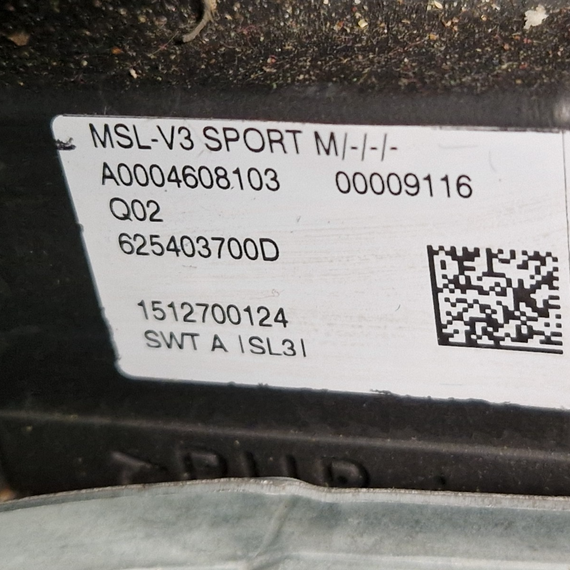 MSL-V3 SPORT M/-/-/-
A0004608103 00009116
Q02
625403700D
1512700124
SWT A |SL3|